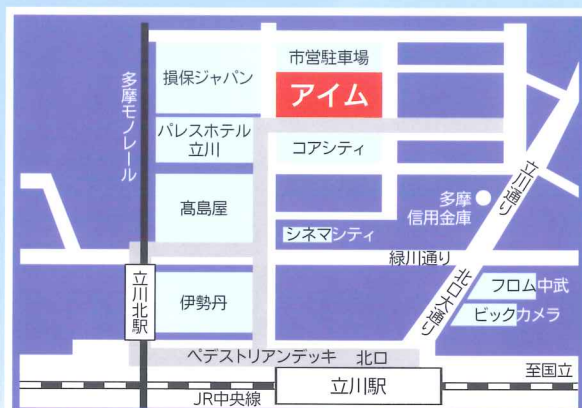 市営駐車場
損保ジャパン
アイム
多摩モノレール
パレスホテル
立川
コアシティ
立川通り
髙島屋
多摩
信用金庫
シネマシティ
緑川通り
立川北駅
伊勢丹
北口大通り
フロム中武
ビックカメラ
ペデストリアンデッキ 北口
立川駅
至国立
JR中央線